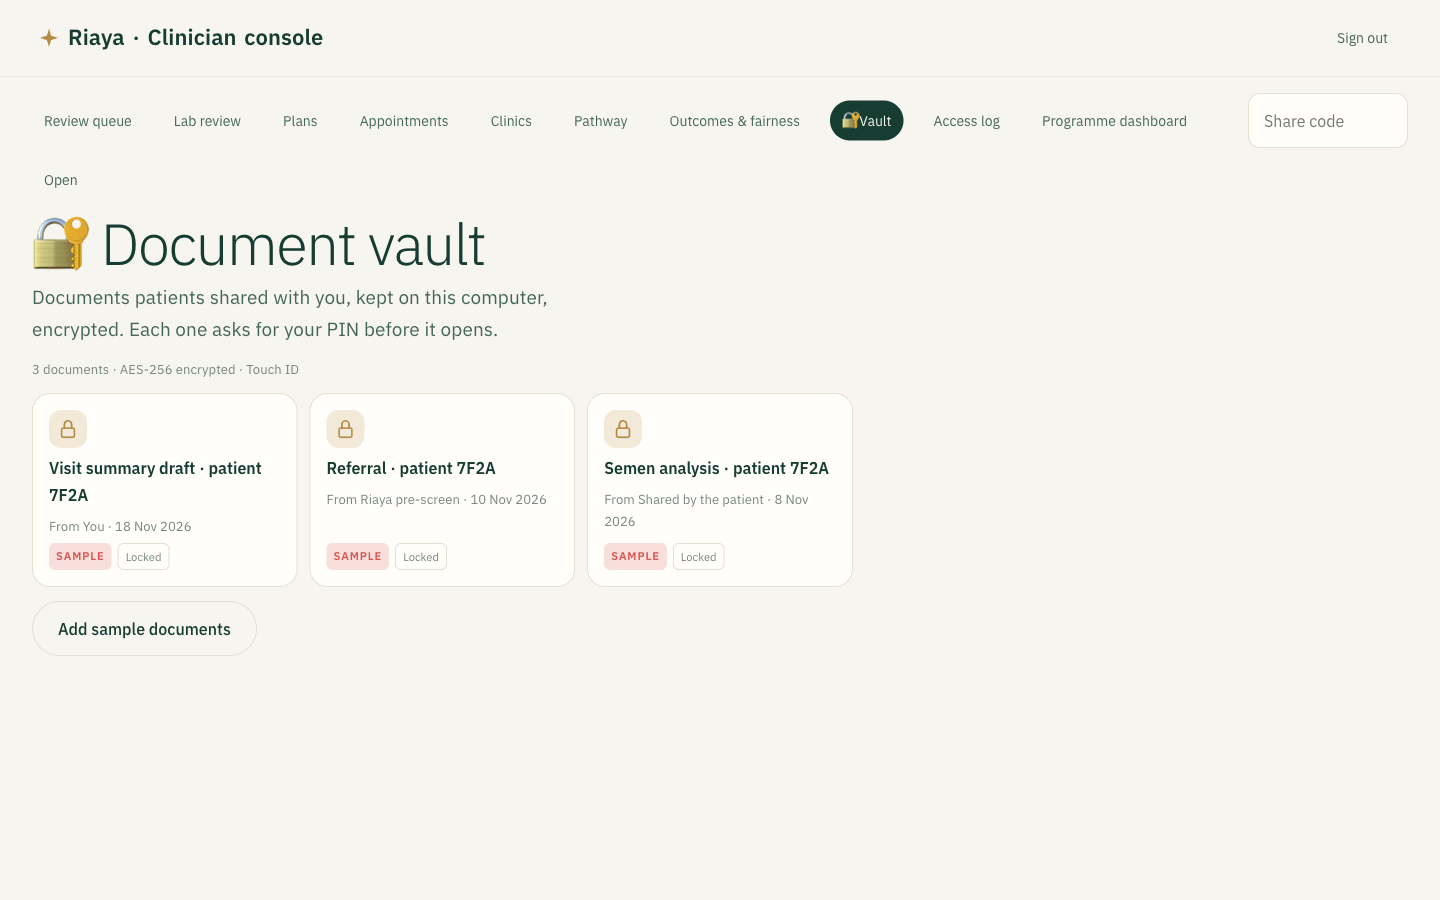 Riaya · Clinician console
Sign out
Review queue
Lab review
Plans
Appointments
Clinics
Pathway
Outcomes & fairness
Vault
Access log
Programme dashboard
Share code
Open
Document vault
Documents patients shared with you, kept on this computer,
encrypted. Each one asks for your PIN before it opens.
3 documents · AES-256 encrypted · Touch ID
Visit summary draft · patient
7F2A
From You · 18 Nov 2026
SAMPLE
Locked
Referral · patient 7F2A
From Riaya pre-screen · 10 Nov 2026
SAMPLE
Locked
Semen analysis · patient 7F2A
From Shared by the patient · 8 Nov
2026
SAMPLE
Locked
Add sample documents